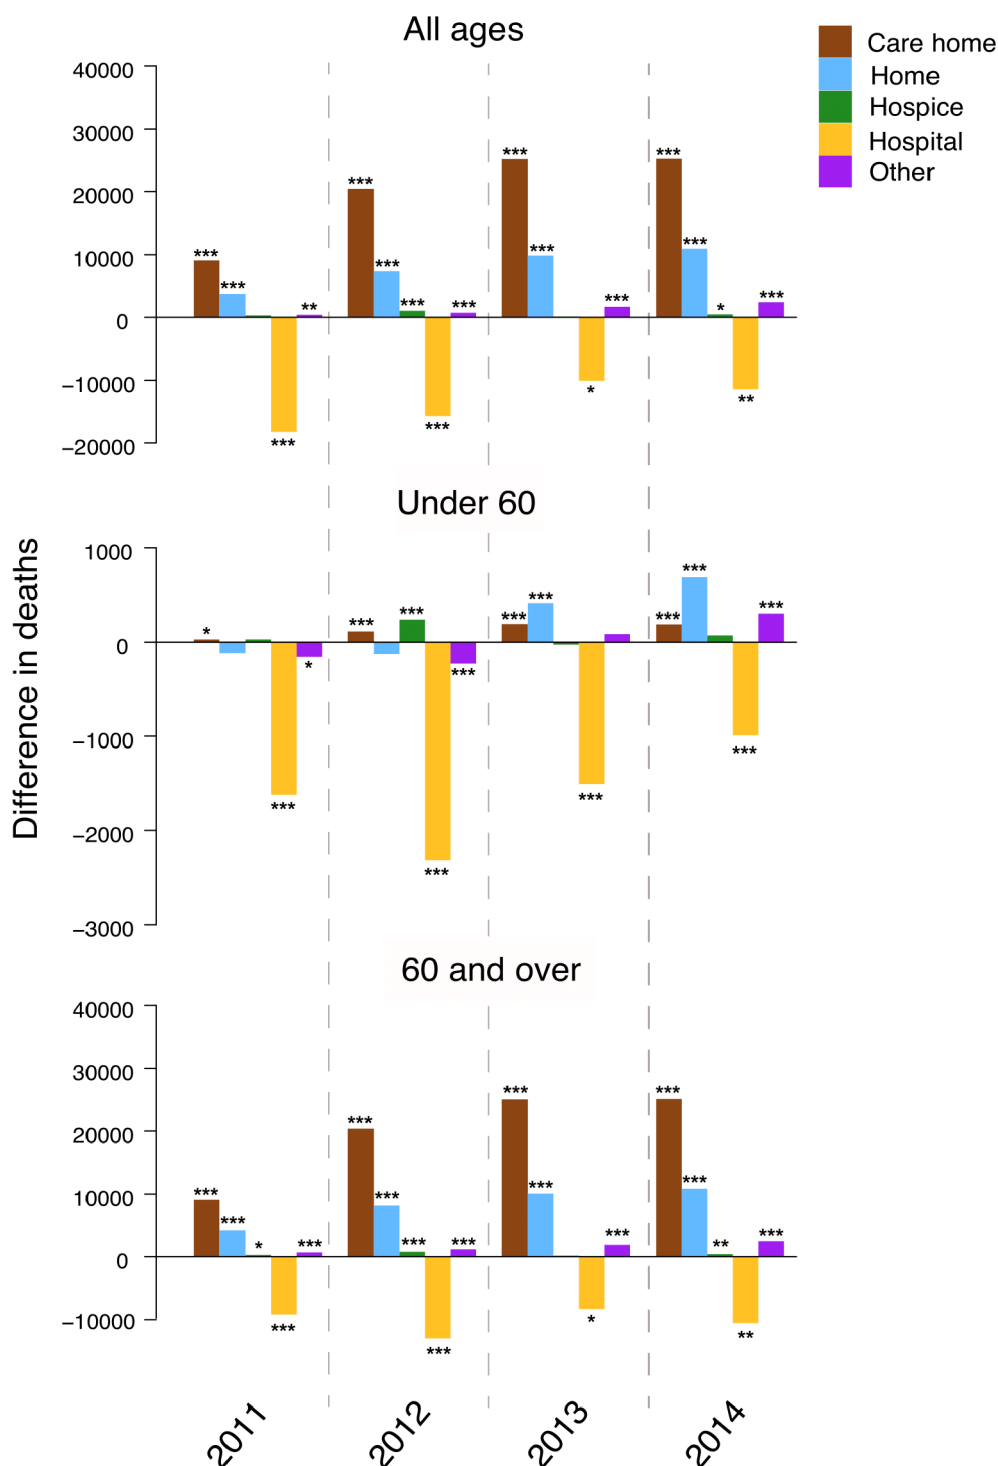 All ages
Care home
Home
Hospice
Hospital
Other
40000
30000
20000
10000
0
−10000
−20000
*** *** ** ***
*** *** *** *** ***
*** *** *** *
*** *** * *** **
Difference in deaths
Under 60
1000
0
−1000
−2000
−3000
* * ***
*** *** *** ***
*** *** ***
*** *** *** ***
60 and over
40000
30000
20000
10000
0
−10000
*** *** * *** ***
*** *** *** *** ***
*** *** *** *
*** *** ** *** **
2011
2012
2013
2014